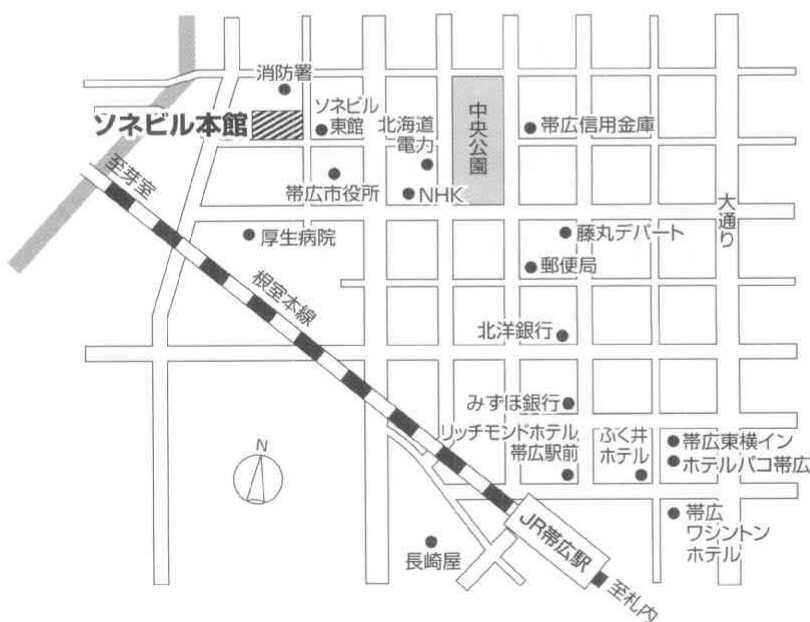 消防署
ソネビル本館
ソネビル
東館
北海道
電力
中央公園
帯広信用金庫
至芽室
帯広市役所
NHK
大通り
厚生病院
藤丸デパート
郵便局
根室本線
北洋銀行
みずほ銀行
リッチモンドホテル
帯広駅前
ふく井
ホテル
帯広東横イン
ホテルパコ帯広
N
JR帯広駅
帯広
ワシントン
ホテル
長崎屋
至札内